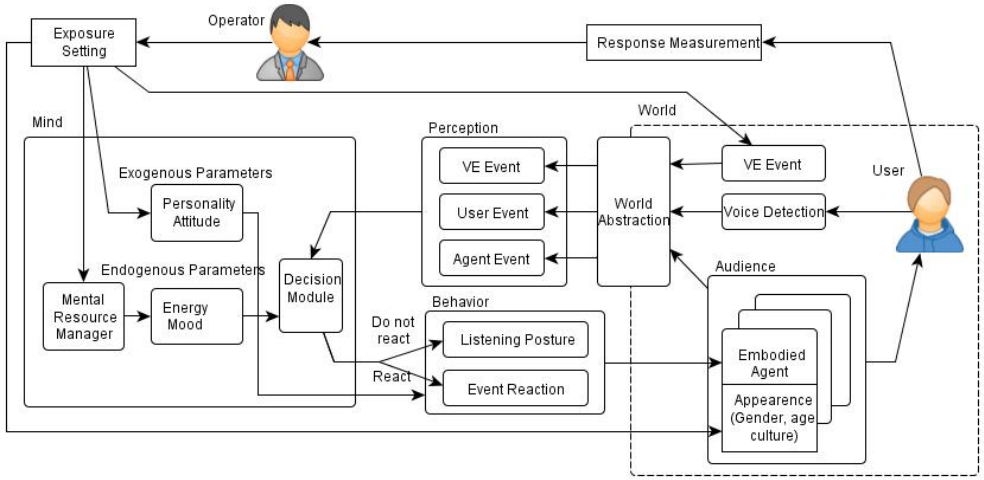 Operator
Exposure
Setting
Response Measurement
Mind
Perception
World
User
Exogenous Parameters
Personality
Attitude
VE Event
User Event
Agent Event
World
Abstraction
VE Event
Voice Detection
Endogenous Parameters
Mental
Resource
Manager
Energy
Mood
Decision
Module
Behavior
Do not
react
React
Listening Posture
Event Reaction
Audience
Embodied
Agent
Appearence
(Gender, age
culture)